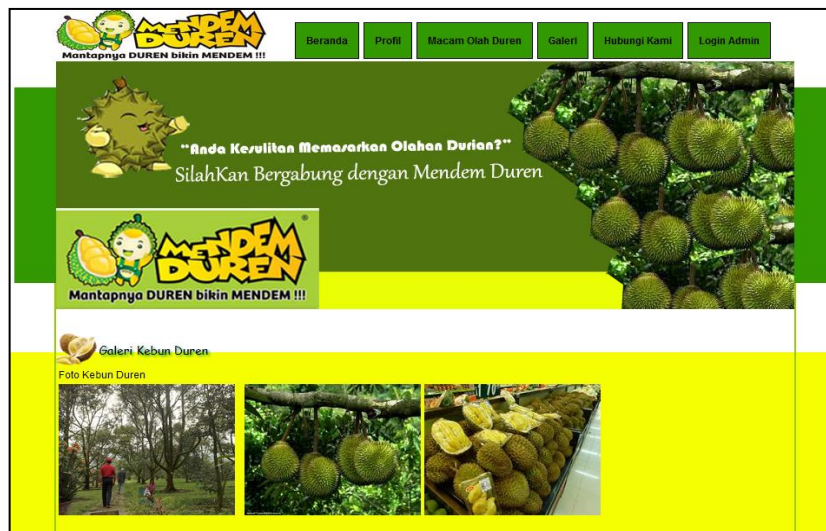 MENDEM
DUREN
Mantapnya DUREN bikin MENDEM !!!
Beranda
Profil
Macam Olah Duren
Galeri
Hubungi Kami
Login Admin
"Anda Kesulitan Memasarkan Olahan Durian?"
SilahKan Bergabung dengan Mendem Duren
MENDEM
DUREN
®
Mantapnya DUREN bikin MENDEM !!!
Galeri Kebun Duren
Foto Kebun Duren